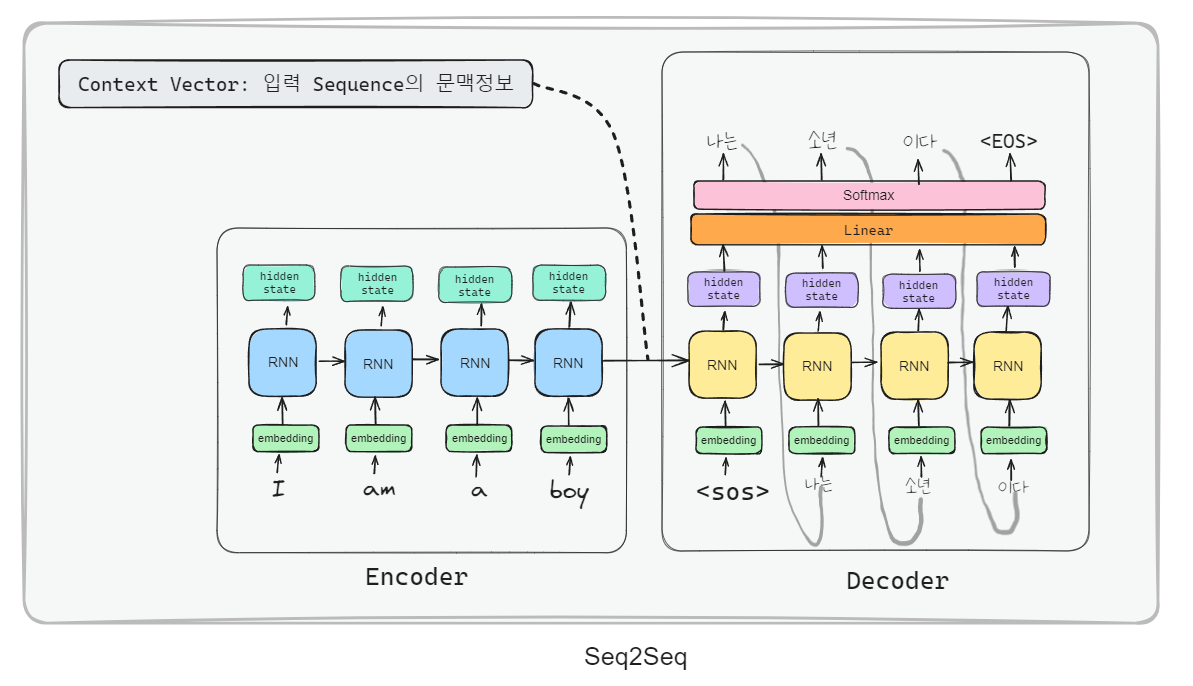 Context Vector: 입력 Sequence의 문맥정보
나는 소년 이다 <EOS>
Softmax
Linear
hidden state hidden state hidden state hidden state
hidden state hidden state hidden state hidden state
RNN RNN RNN RNN
RNN RNN RNN RNN
embedding embedding embedding embedding
embedding embedding embedding embedding
I am a boy
<sos> 나는 소년 이다
Encoder
Decoder
Seq2Seq